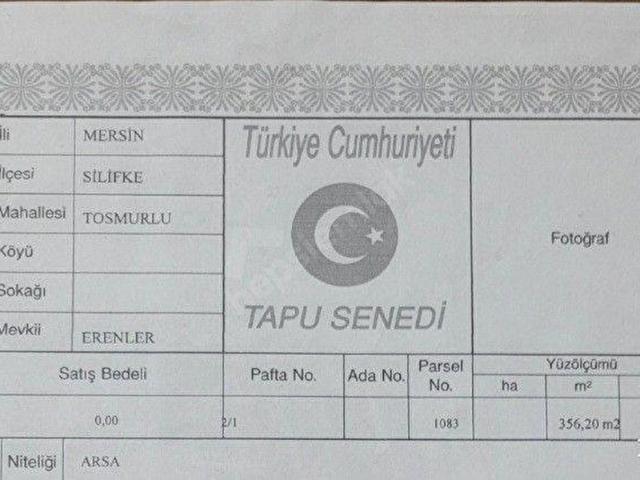 İli MERSİN
İlçesi SİLİFKE
Mahallesi TOSMURLU
Köyü
Sokağı
Mevkii ERENLER
Türkiye Cumhuriyeti
TAPU SENEDİ
Fotoğraf
Satış Bedeli Pafta No. Ada No. Parsel No. Yüzölçümü
ha m²
0,00 2/1 1083 356,20 m2
Niteliği ARSA